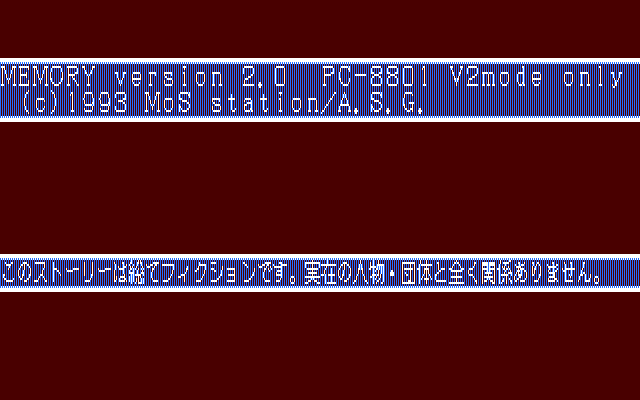 MEMORY version 2.0  PC-8801 V2mode only
(c)1993 MoS station/A.S.G.
このストーリーは総てフィクションです。実在の人物・団体と全く関係ありません。